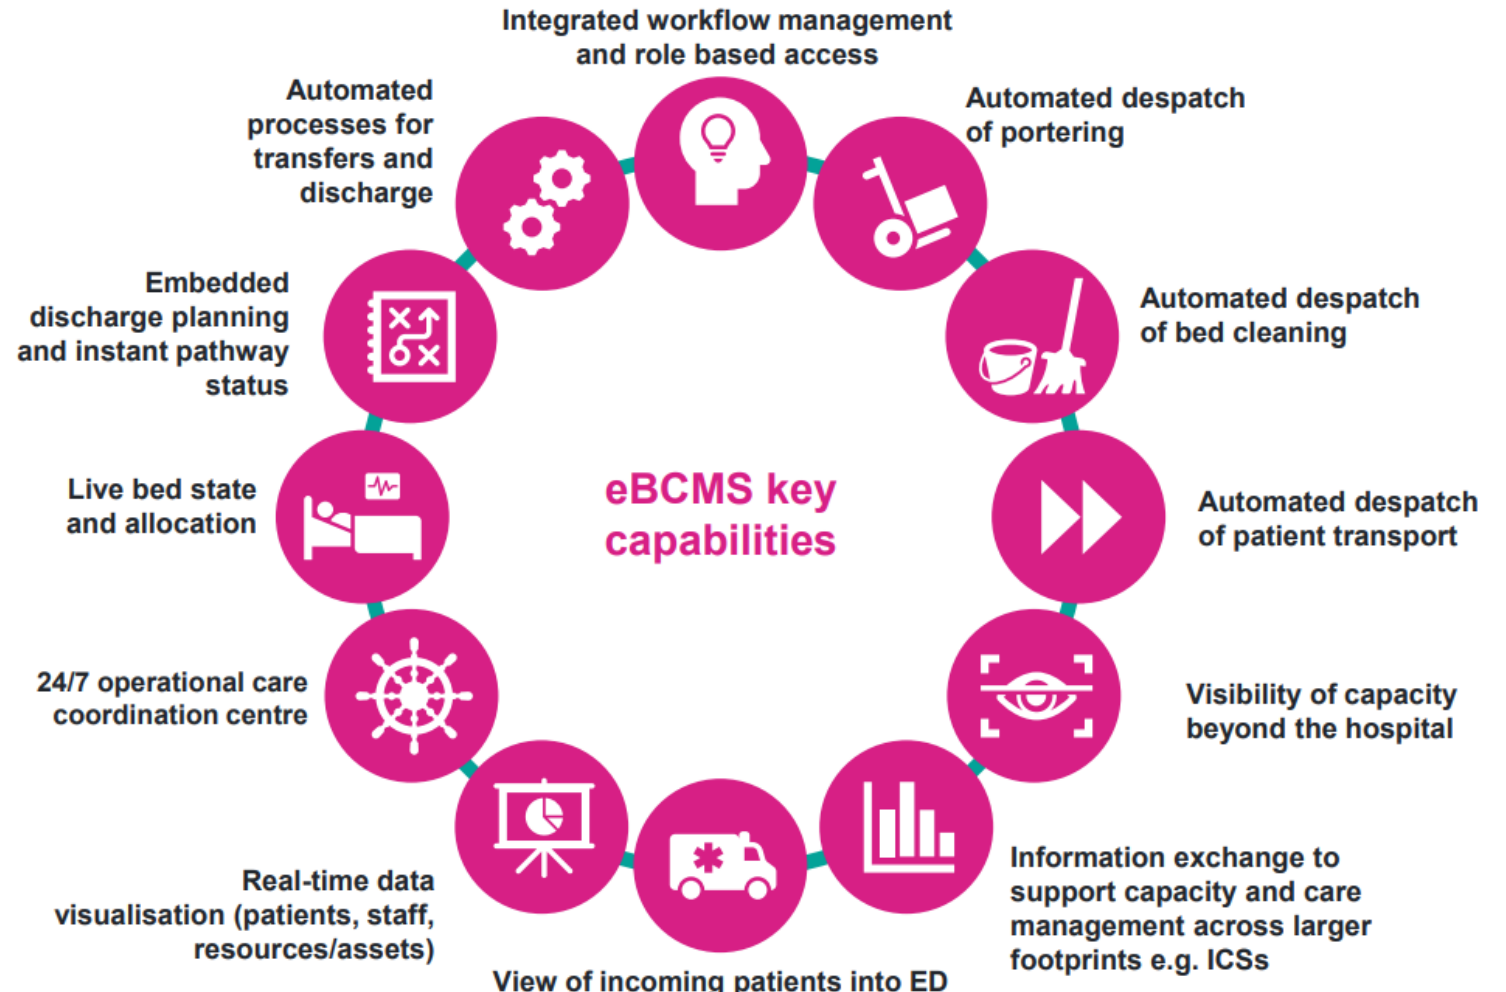 Integrated workflow management
and role based access
Automated despatch
of portering
Automated despatch
of bed cleaning
Automated despatch
of patient transport
Visibility of capacity
beyond the hospital
Information exchange to
support capacity and care
management across larger
footprints e.g. ICSs
View of incoming patients into ED
Real-time data
visualisation (patients, staff,
resources/assets)
24/7 operational care
coordination centre
Live bed state
and allocation
Embedded
discharge planning
and instant pathway
status
Automated
processes for
transfers and
discharge
eBCMS key
capabilities